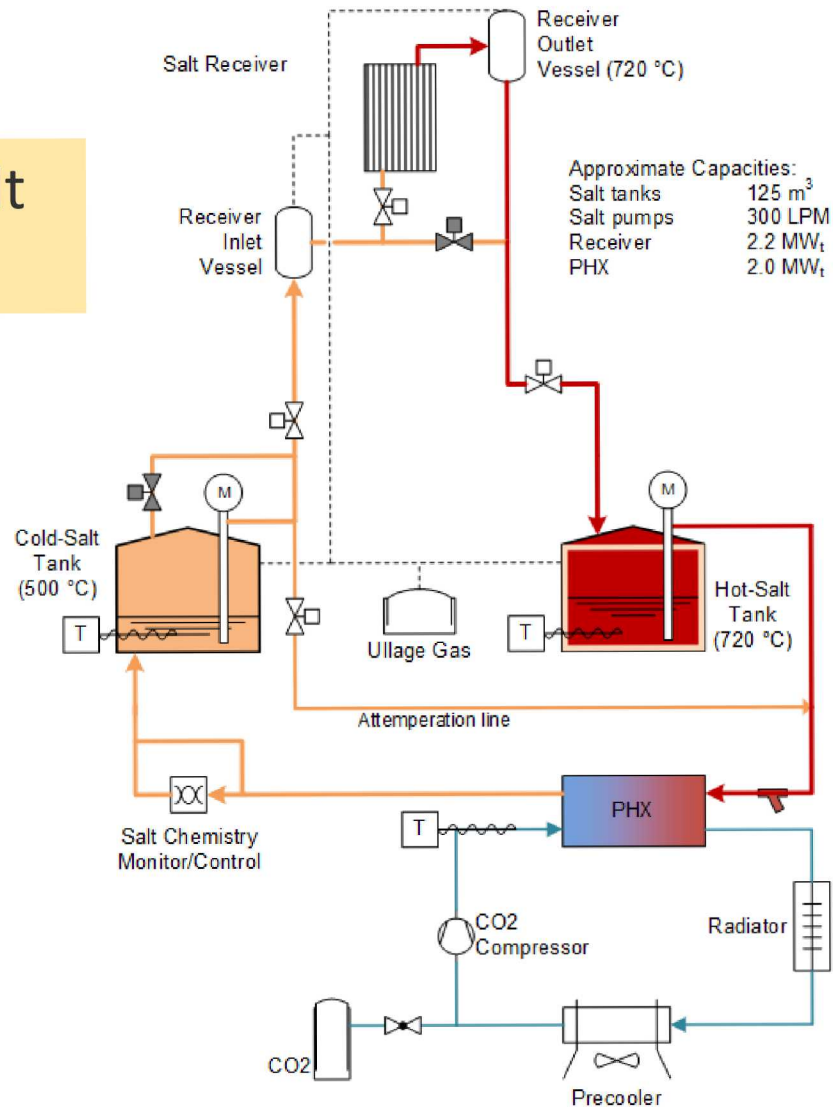 t
Salt Receiver
Receiver
Outlet
Vessel (720 °C)
Approximate Capacities:
Salt tanks 125 m³
Salt pumps 300 LPM
Receiver 2.2 MWₜ
PHX 2.0 MWₜ
Receiver
Inlet
Vessel
M
M
Cold-Salt
Tank
(500 °C)
T
Ullage Gas
T
Hot-Salt
Tank
(720 °C)
Attemperation line
Salt Chemistry
Monitor/Control
T
PHX
CO2
Compressor
Radiator
CO2
Precooler